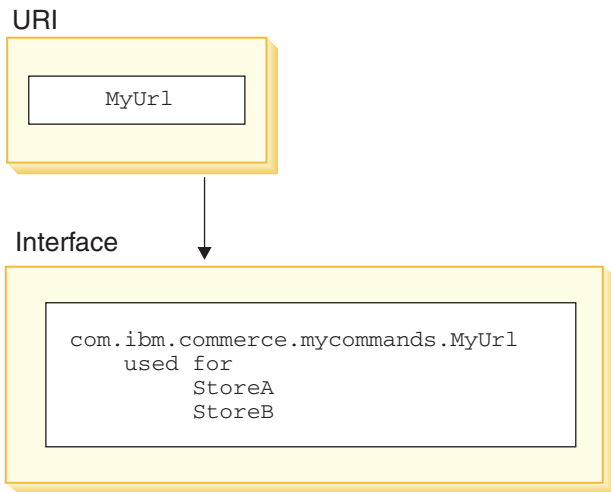 URI
MyUrl
Interface
com.ibm.commerce.mycommands.MyUrl
used for
StoreA
StoreB